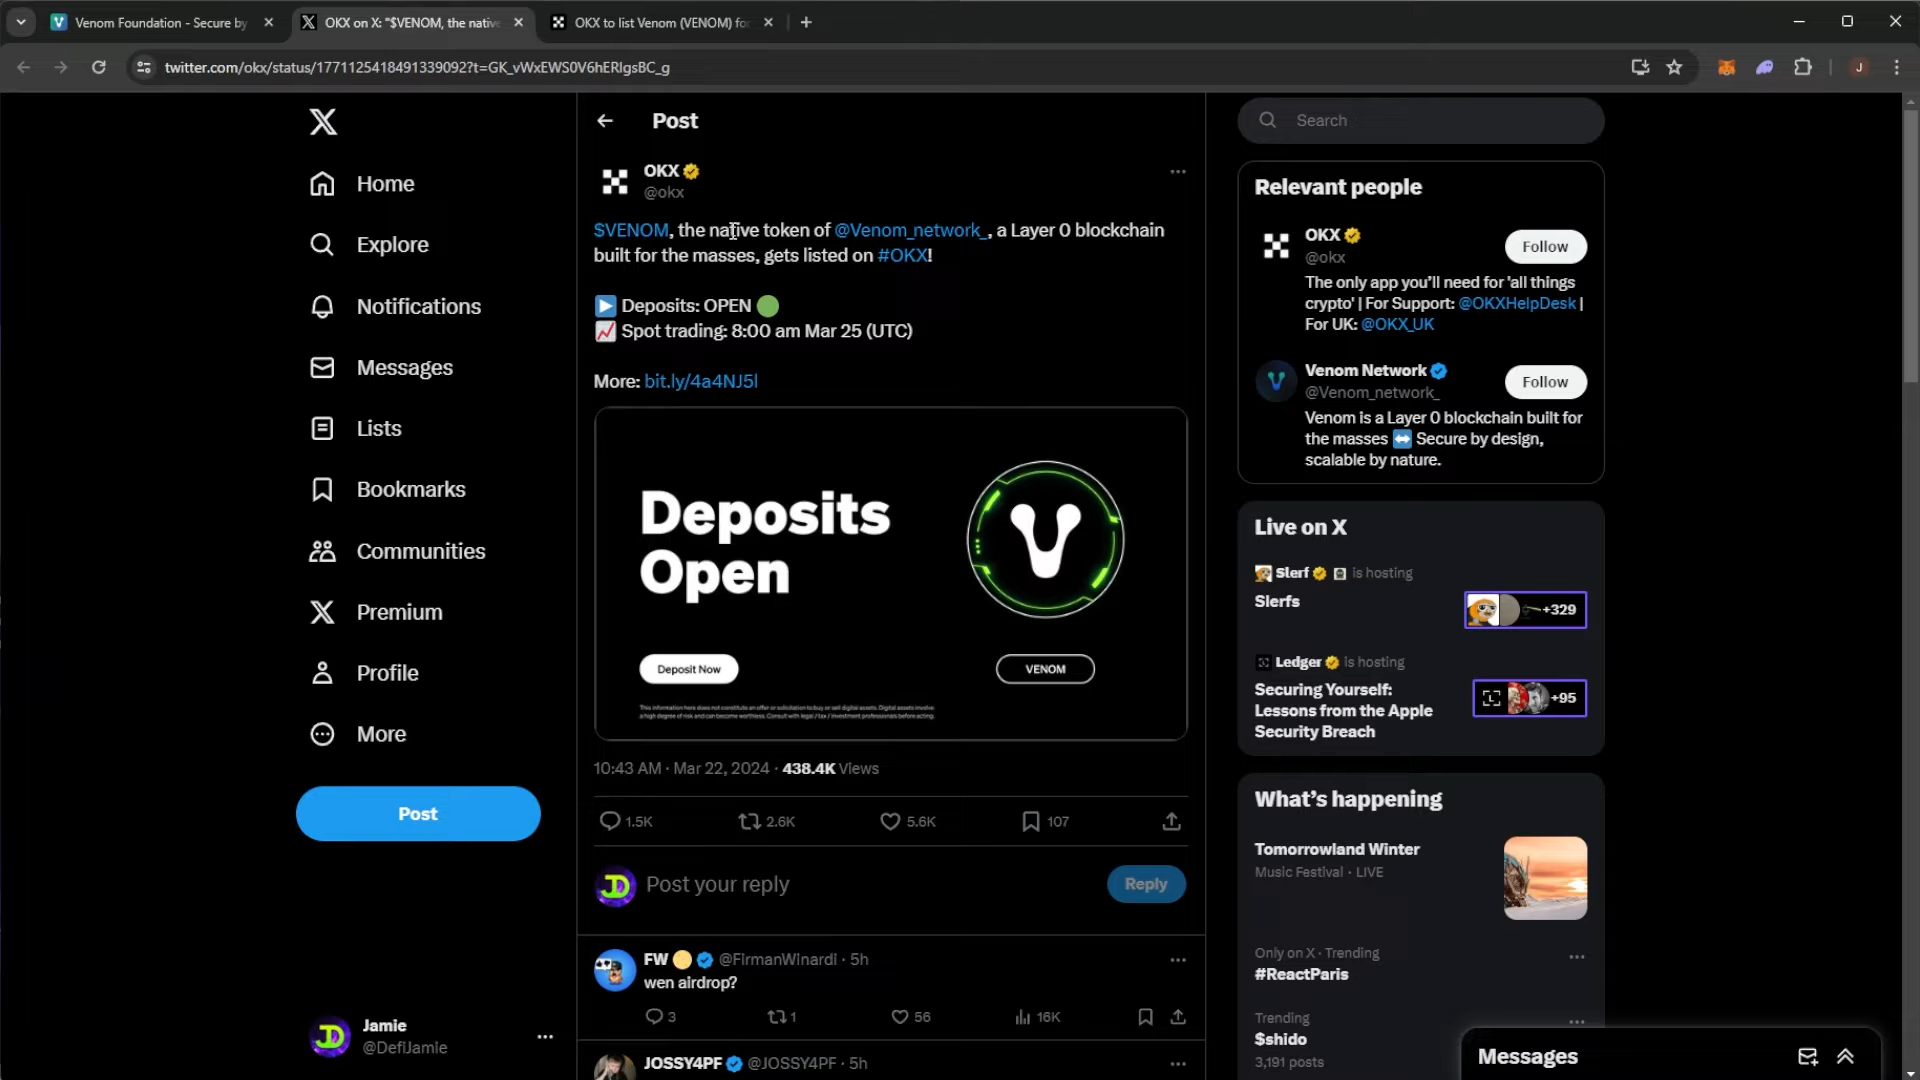 Venom Foundation - Secure by
OKX on X: "$VENOM, the native
OKX to list Venom (VENOM) fo
twitter.com/okx/status/1771125418491339092?t=GK_vWxEWS0V6hERlgsBC_g
J
Home
Explore
Notifications
Messages
Lists
Bookmarks
Communities
Premium
Profile
More
Post
Jamie
@DefiJamie
Post
OKX
@okx
$VENOM, the native token of @Venom_network_, a Layer 0 blockchain
built for the masses, gets listed on #OKX!
Deposits: OPEN
Spot trading: 8:00 am Mar 25 (UTC)
More: bit.ly/4a4NJ5l
Deposits
Open
Deposit Now
VENOM
This information here does not constitute an offer or solicitation to buy or sell digital assets. Digital assets involve
a high degree of risk and can become worthless. Consult with legal / tax / investment professionals before acting.
10:43 AM · Mar 22, 2024 · 438.4K Views
1.5K 2.6K 5.6K 107
JD
Post your reply
Reply
FW @FirmanWinardi · 5h
wen airdrop?
3 1 56 16K
JOSSY4PF @JOSSY4PF · 5h
Search
Relevant people
OKX
@okx
Follow
The only app you'll need for 'all things
crypto' | For Support: @OKXHelpDesk |
For UK: @OKX_UK
Venom Network
@Venom_network_
Follow
Venom is a Layer 0 blockchain built for
the masses Secure by design,
scalable by nature.
Live on X
Slerf is hosting
Slerfs
+329
Ledger is hosting
Securing Yourself:
Lessons from the Apple
Security Breach
+95
What's happening
Tomorrowland Winter
Music Festival · LIVE
Only on X · Trending
#ReactParis
Trending
$shido
3,191 posts
Messages